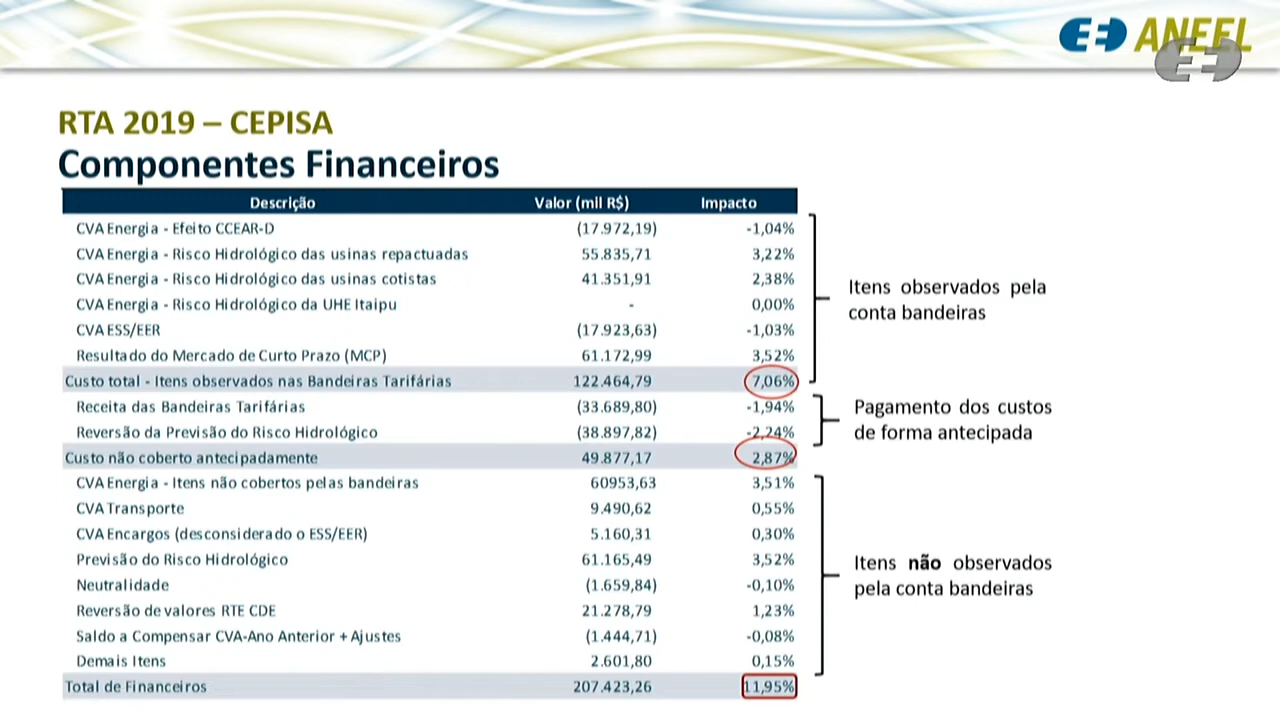 ANEEL
RTA 2019 – CEPISA
Componentes Financeiros
Descrição Valor (mil R$) Impacto
CVA Energia - Efeito CCEAR-D (17.972,19) -1,04%
CVA Energia - Risco Hidrológico das usinas repactuadas 55.835,71 3,22%
CVA Energia - Risco Hidrológico das usinas cotistas 41.351,91 2,38%
CVA Energia - Risco Hidrológico da UHE Itaipu - 0,00%
CVA ESS/EER (17.923,63) -1,03%
Resultado do Mercado de Curto Prazo (MCP) 61.172,99 3,52%
Custo total - Itens observados nas Bandeiras Tarifárias 122.464,79 7,06%
Receita das Bandeiras Tarifárias (33.689,80) -1,94%
Reversão da Previsão do Risco Hidrológico (38.897,82) -2,24%
Custo não coberto antecipadamente 49.877,17 2,87%
CVA Energia - Itens não cobertos pelas bandeiras 60953,63 3,51%
CVA Transporte 9.490,62 0,55%
CVA Encargos (desconsiderado o ESS/EER) 5.160,31 0,30%
Previsão do Risco Hidrológico 61.165,49 3,52%
Neutralidade (1.659,84) -0,10%
Reversão de valores RTE CDE 21.278,79 1,23%
Saldo a Compensar CVA-Ano Anterior + Ajustes (1.444,71) -0,08%
Demais Itens 2.601,80 0,15%
Total de Financeiros 207.423,26 11,95%
Itens observados pela
conta bandeiras
Pagamento dos custos
de forma antecipada
Itens não observados
pela conta bandeiras